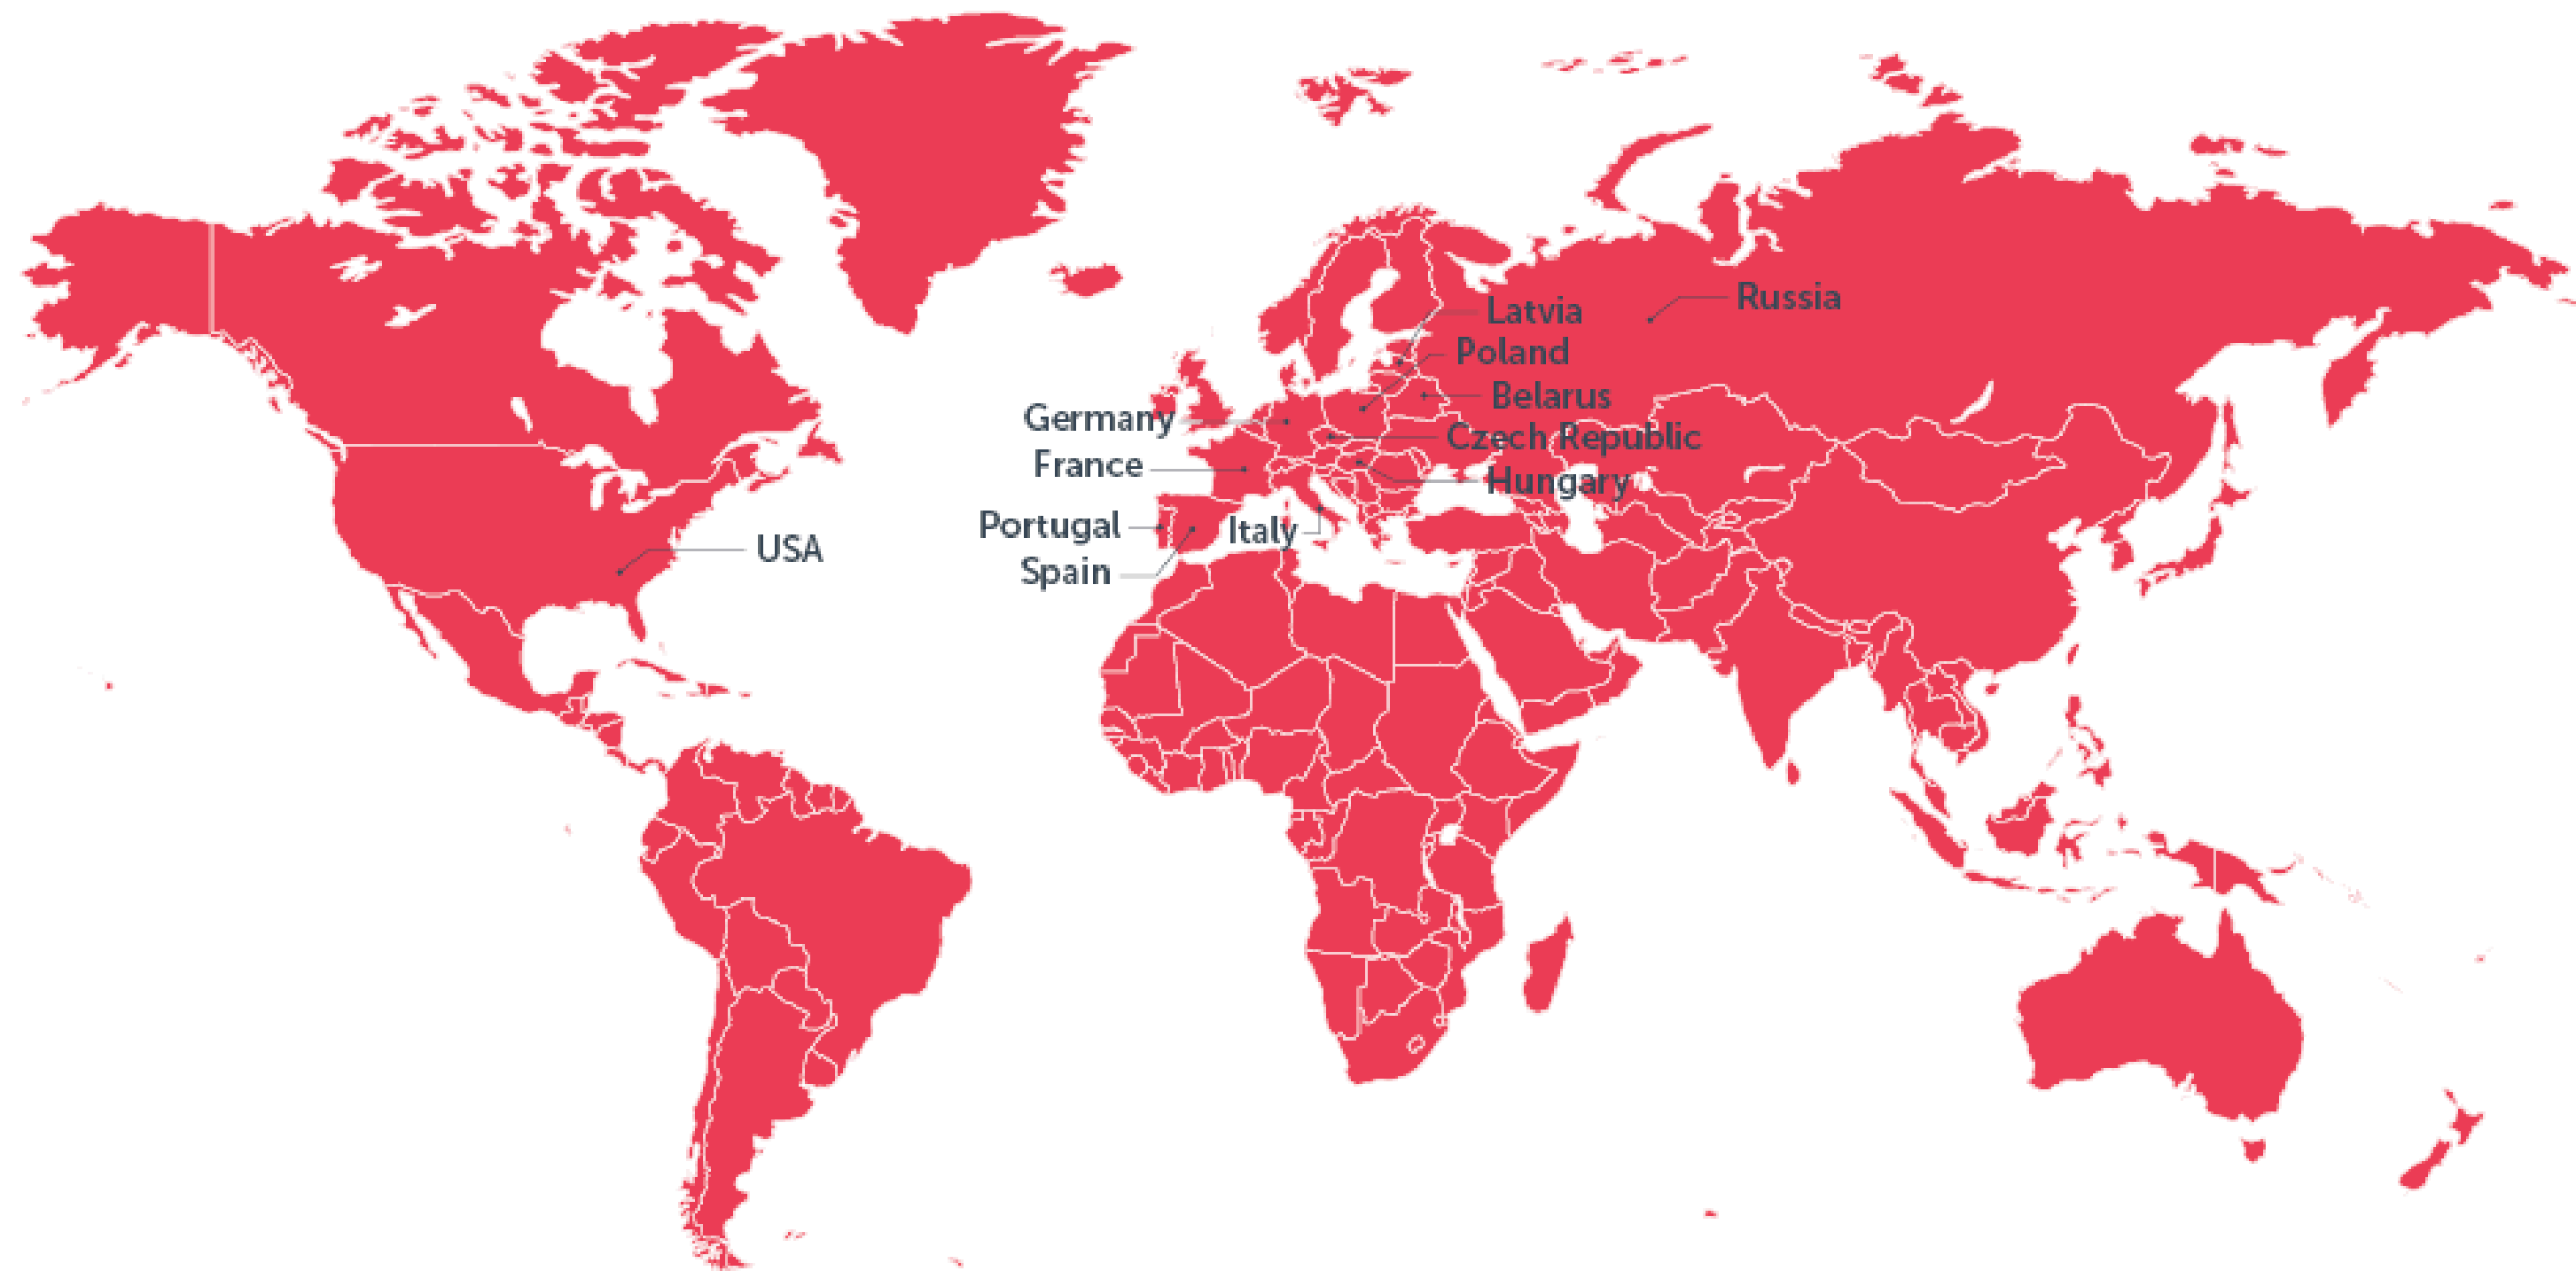 Russia
Latvia
Poland
Belarus
Germany
Czech Republic
France
Hungary
Portugal
Italy
USA
Spain